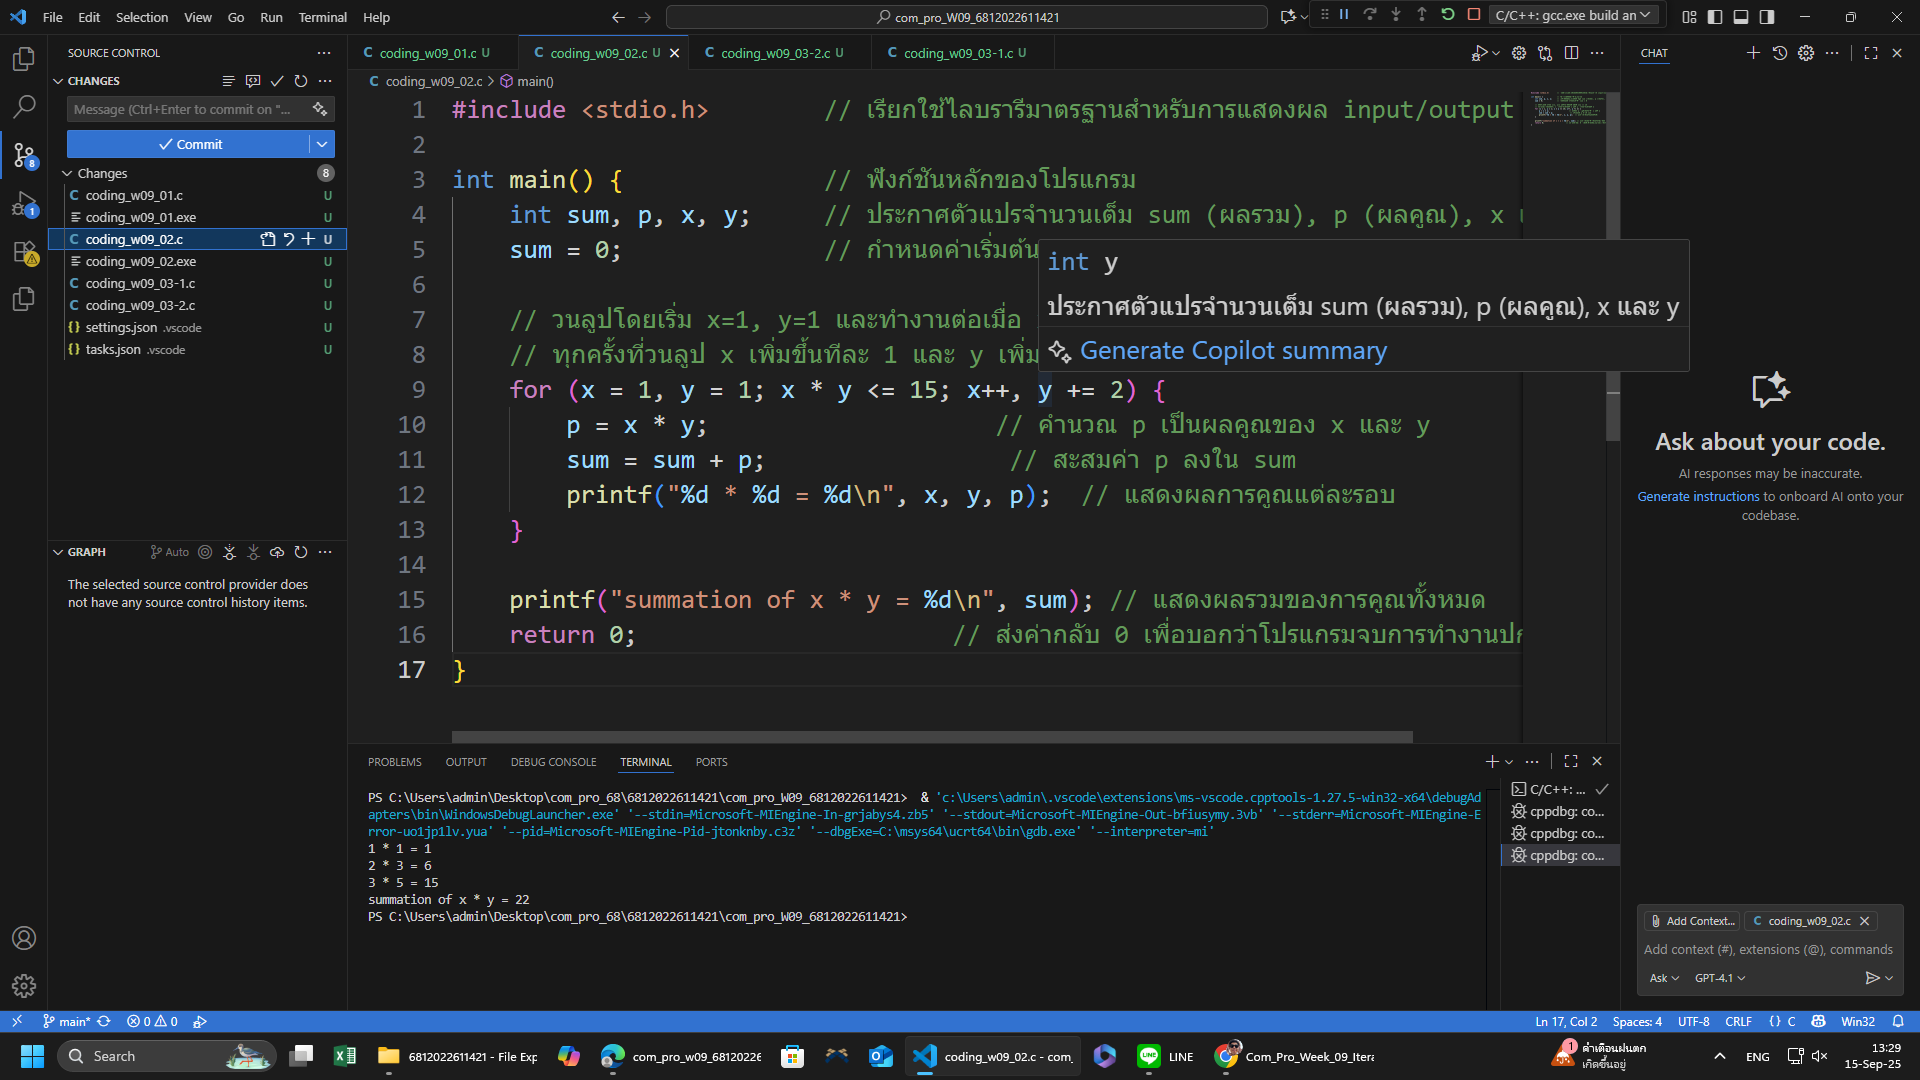 File Edit Selection View Go Run Terminal Help
com_pro_W09_6812022611421
C/C++: gcc.exe build an
SOURCE CONTROL
CHANGES
Message (Ctrl+Enter to commit on "...
Commit
Changes 8
coding_w09_01.c U
coding_w09_01.exe U
coding_w09_02.c U
coding_w09_02.exe U
coding_w09_03-1.c U
coding_w09_03-2.c U
settings.json .vscode U
tasks.json .vscode U
GRAPH
Auto
The selected source control provider does
not have any source control history items.
coding_w09_01.c U
coding_w09_02.c U
coding_w09_03-2.c U
coding_w09_03-1.c U
coding_w09_02.c > main()
1 #include <stdio.h> // เรียกใช้ไลบรารีมาตรฐานสำหรับการแสดงผล input/output
2
3 int main() { // ฟังก์ชันหลักของโปรแกรม
4 int sum, p, x, y; // ประกาศตัวแปรจำนวนเต็ม sum (ผลรวม), p (ผลคูณ), x
5 sum = 0; // กำหนดค่าเริ่มต้น
6
7 // วนลูปโดยเริ่ม x=1, y=1 และทำงานต่อเมื่อ
8 // ทุกครั้งที่วนลูป x เพิ่มขึ้นทีละ 1 และ y เพิ่ม
9 for (x = 1, y = 1; x * y <= 15; x++, y += 2) {
10 p = x * y; // คำนวณ p เป็นผลคูณของ x และ y
11 sum = sum + p; // สะสมค่า p ลงใน sum
12 printf("%d * %d = %d\n", x, y, p); // แสดงผลการคูณแต่ละรอบ
13 }
14
15 printf("summation of x * y = %d\n", sum); // แสดงผลรวมของการคูณทั้งหมด
16 return 0; // ส่งค่ากลับ 0 เพื่อบอกว่าโปรแกรมจบการทำงานปก
17 }
int y
ประกาศตัวแปรจำนวนเต็ม sum (ผลรวม), p (ผลคูณ), x และ y
Generate Copilot summary
PROBLEMS OUTPUT DEBUG CONSOLE TERMINAL PORTS
PS C:\Users\admin\Desktop\com_pro_68\6812022611421\com_pro_W09_6812022611421> & 'c:\Users\admin\.vscode\extensions\ms-vscode.cpptools-1.27.5-win32-x64\debugAd
apters\bin\WindowsDebugLauncher.exe' '--stdin=Microsoft-MIEngine-In-grjabys4.zb5' '--stdout=Microsoft-MIEngine-Out-bfiusymy.3vb' '--stderr=Microsoft-MIEngine-E
rror-uo1jp1lv.yua' '--pid=Microsoft-MIEngine-Pid-jtonknby.c3z' '--dbgExe=C:\msys64\ucrt64\bin\gdb.exe' '--interpreter=mi'
1 * 1 = 1
2 * 3 = 6
3 * 5 = 15
summation of x * y = 22
PS C:\Users\admin\Desktop\com_pro_68\6812022611421\com_pro_W09_6812022611421>
C/C++: ...
cppdbg: co...
cppdbg: co...
cppdbg: co...
CHAT
Ask about your code.
AI responses may be inaccurate.
Generate instructions to onboard AI onto your
codebase.
Add Context... coding_w09_02.c
Add context (#), extensions (@), commands
Ask GPT-4.1
8
1
main* 0 0
Ln 17, Col 2 Spaces: 4 UTF-8 CRLF {} C Win32
Search
6812022611421 - File Exp
com_pro_w09_68120226
coding_w09_02.c - com_
LINE
Com_Pro_Week_09_Itera
1
ค่าเตือนฝนตก
เกิดขึ้นอยู่
ENG
13:29
15-Sep-25